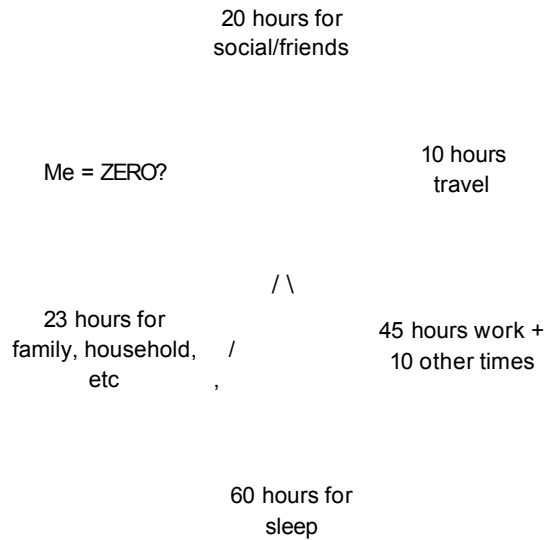 20 hours for
social/friends
Me = ZERO?
10 hours
travel
/ \
23 hours for
family, household, /
etc ,
45 hours work +
10 other times
60 hours for
sleep